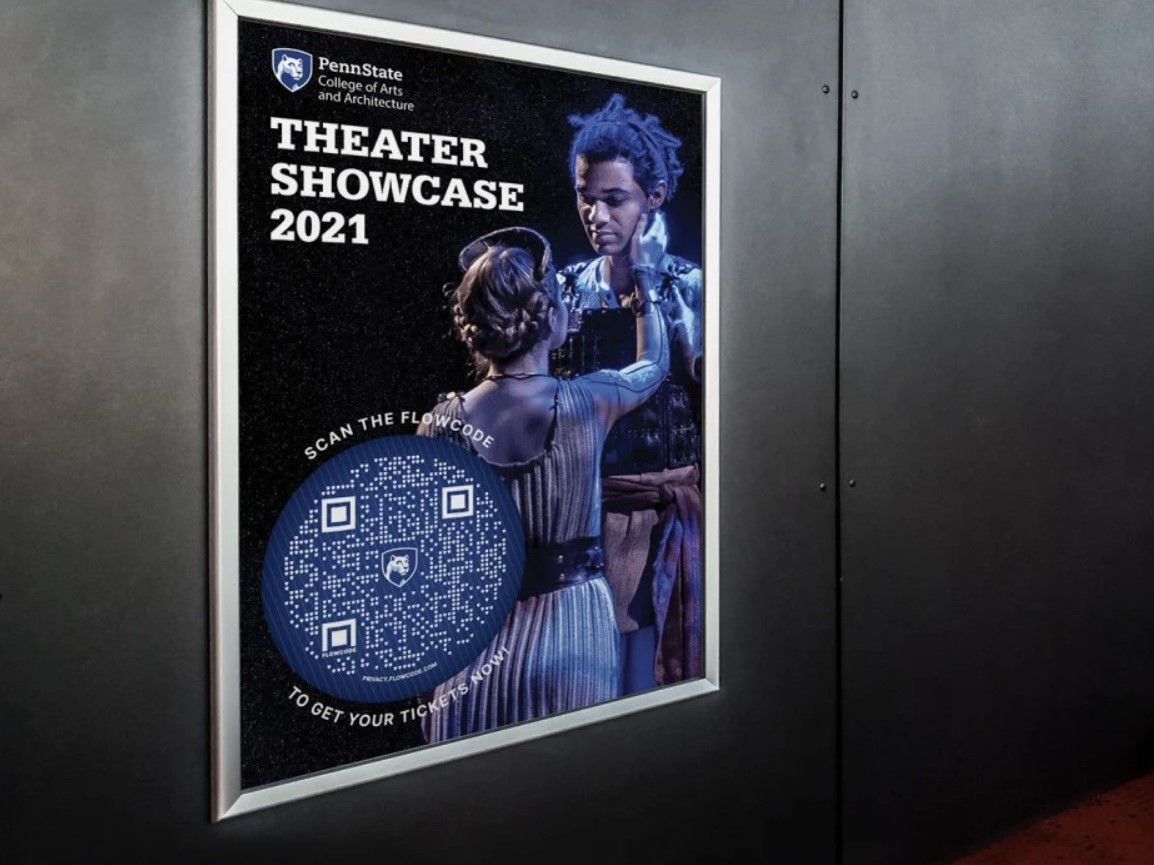 PennState
College of Arts
and Architecture
THEATER
SHOWCASE
2021
SCAN THE FLOWCODE
FLOWCODE
PRIVACY.FLOWCODE.COM
TO GET YOUR TICKETS NOW!